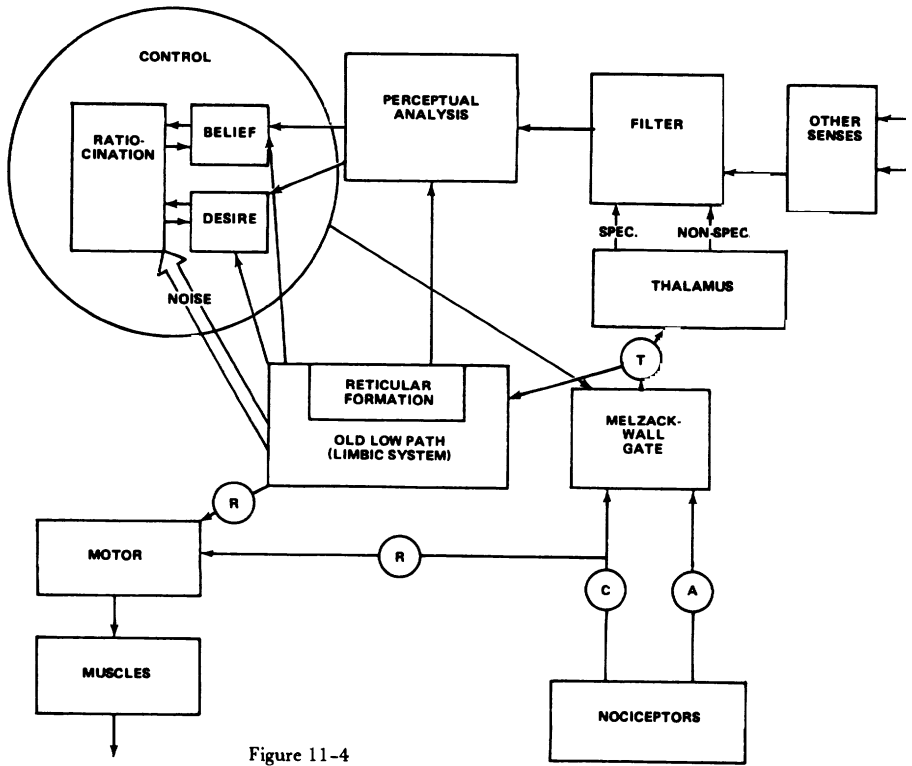 CONTROL
PERCEPTUAL
ANALYSIS
FILTER
OTHER
SENSES
RATIO-
CINATION
BELIEF
DESIRE
SPEC.
NON-SPEC.
THALAMUS
NOISE
T
RETICULAR
FORMATION
OLD LOW PATH
(LIMBIC SYSTEM)
MELZACK-
WALL
GATE
R
MOTOR
R
C
A
MUSCLES
NOCICEPTORS
Figure 11-4